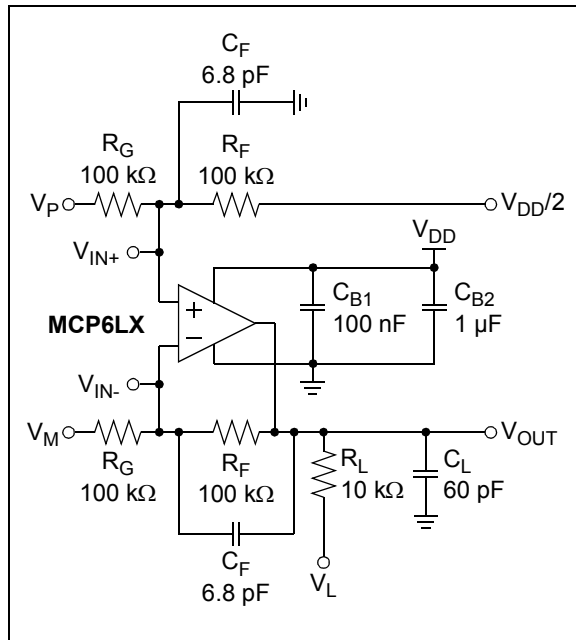 C_F
6.8 pF
R_G
100 kΩ
R_F
100 kΩ
V_P
V_DD/2
V_DD
V_IN+
C_B1
100 nF
C_B2
1 µF
MCP6LX
+
−
V_IN-
V_M
V_OUT
R_G
100 kΩ
R_F
100 kΩ
R_L
10 kΩ
C_L
60 pF
C_F
6.8 pF
V_L